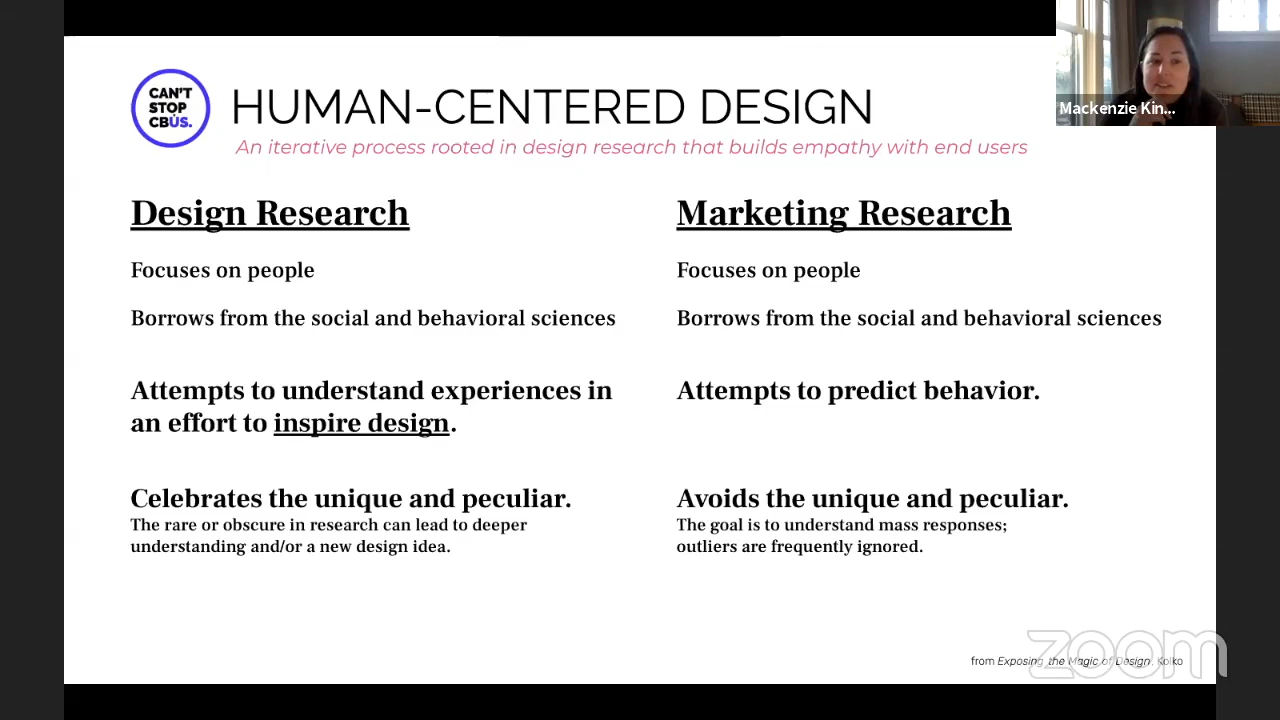 CAN'T
STOP
CBUS.
HUMAN-CENTERED DESIGN
An iterative process rooted in design research that builds empathy with end users
Mackenzie Kin...
Design Research
Focuses on people
Borrows from the social and behavioral sciences
Attempts to understand experiences in
an effort to inspire design.
Celebrates the unique and peculiar.
The rare or obscure in research can lead to deeper
understanding and/or a new design idea.
Marketing Research
Focuses on people
Borrows from the social and behavioral sciences
Attempts to predict behavior.
Avoids the unique and peculiar.
The goal is to understand mass responses;
outliers are frequently ignored.
from Exposing the Magic of Design, Kolko
zoom